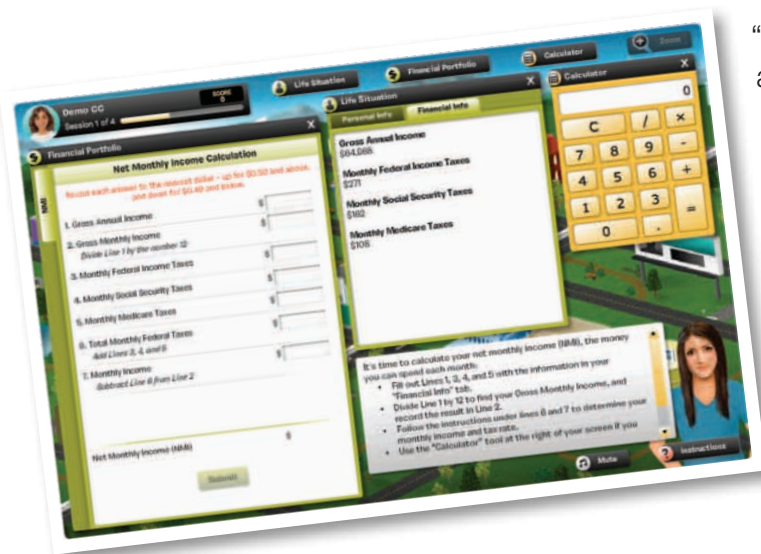 Demo CC
Session 1 of 4
SCORE
0
Life Situation
Financial Portfolio
Calculator
Zoom
Financial Portfolio
X
NMI
Net Monthly Income Calculation
Round each answer to the nearest dollar - up for $0.50 and above,
and down for $0.49 and below.
1. Gross Annual Income
$
2. Gross Monthly Income
$
Divide Line 1 by the number 12
3. Monthly Federal Income Taxes
$
4. Monthly Social Security Taxes
$
5. Monthly Medicare Taxes
$
6. Total Monthly Federal Taxes
$
Add Lines 3, 4, and 5
7. Monthly Income
$
Subtract Line 6 from Line 2
Net Monthly Income (NMI)
$
Submit
Life Situation
X
Personal Info
Financial Info
Gross Annual Income
Monthly Federal Income Taxes
$271
Monthly Social Security Taxes
$182
Monthly Medicare Taxes
$108
Calculator
X
0
C / ×
7 8 9 -
4 5 6 +
1 2 3 =
0 .
It's time to calculate your net monthly income (NMI), the money
you can spend each month:
• Fill out Lines 1, 3, 4, and 5 with the information in your
"Financial Info" tab.
• Divide Line 1 by 12 to find your Gross Monthly Income, and
record the result in Line 2.
• Follow the instructions under lines 6 and 7 to determine your
monthly income and tax rate.
• Use the "Calculator" tool at the right of your screen if you
Mute
Instructions
“
a